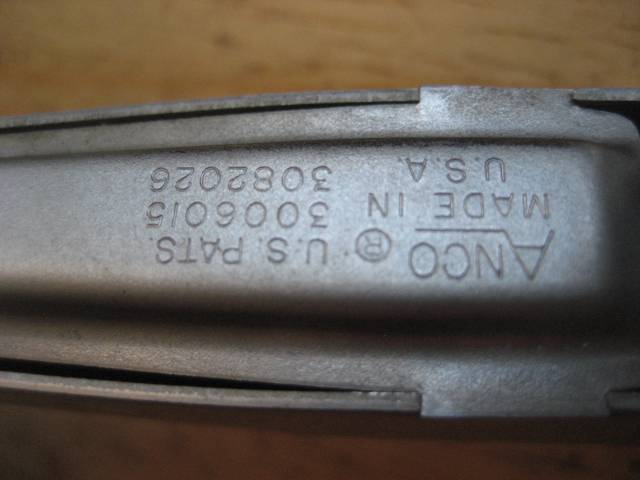 ANCO ® U.S. PATS.
MADE IN 3006015
U.S.A. 3082026